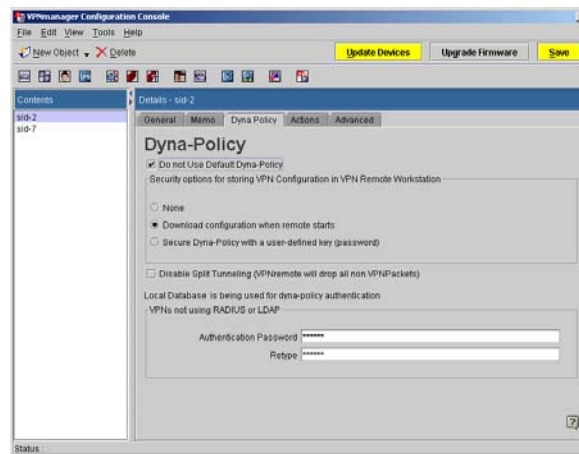 VPNmanager Configuration Console
File Edit View Tools Help
New Object Delete Update Devices Upgrade Firmware Save
Contents
Details - sid-2
sid-2
sid-7
General Memo Dyna Policy Actions Advanced
Dyna-Policy
Do not Use Default Dyna-Policy
Security options for storing VPN Configuration in VPN Remote Workstation
None
Download configuration when remote starts
Secure Dyna-Policy with a user-defined key (password)
Disable Split Tunneling (VPNremote will drop all non VPNPackets)
Local Database is being used for dyna-policy authentication
VPNs not using RADIUS or LDAP
Authentication Password ******
Retype ******
?
Status :